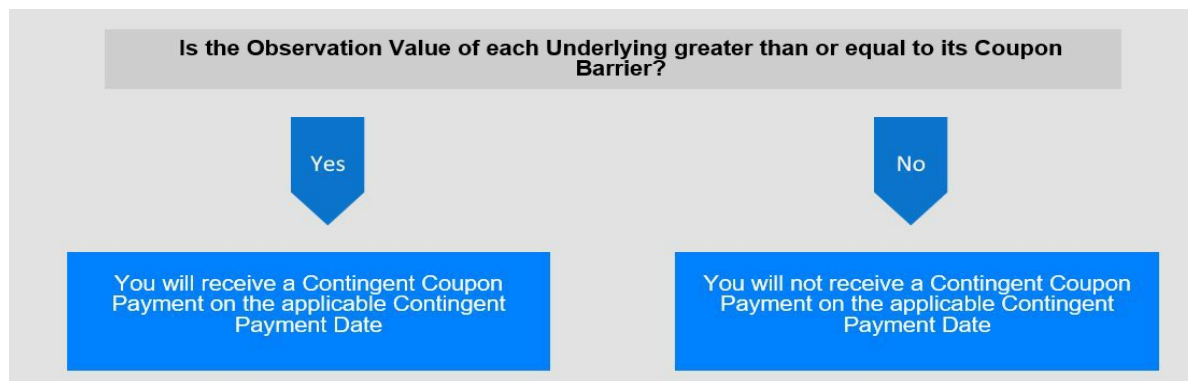 Is the Observation Value of each Underlying greater than or equal to its Coupon
Barrier?
Yes
No
You will receive a Contingent Coupon
Payment on the applicable Contingent
Payment Date
You will not receive a Contingent Coupon
Payment on the applicable Contingent
Payment Date